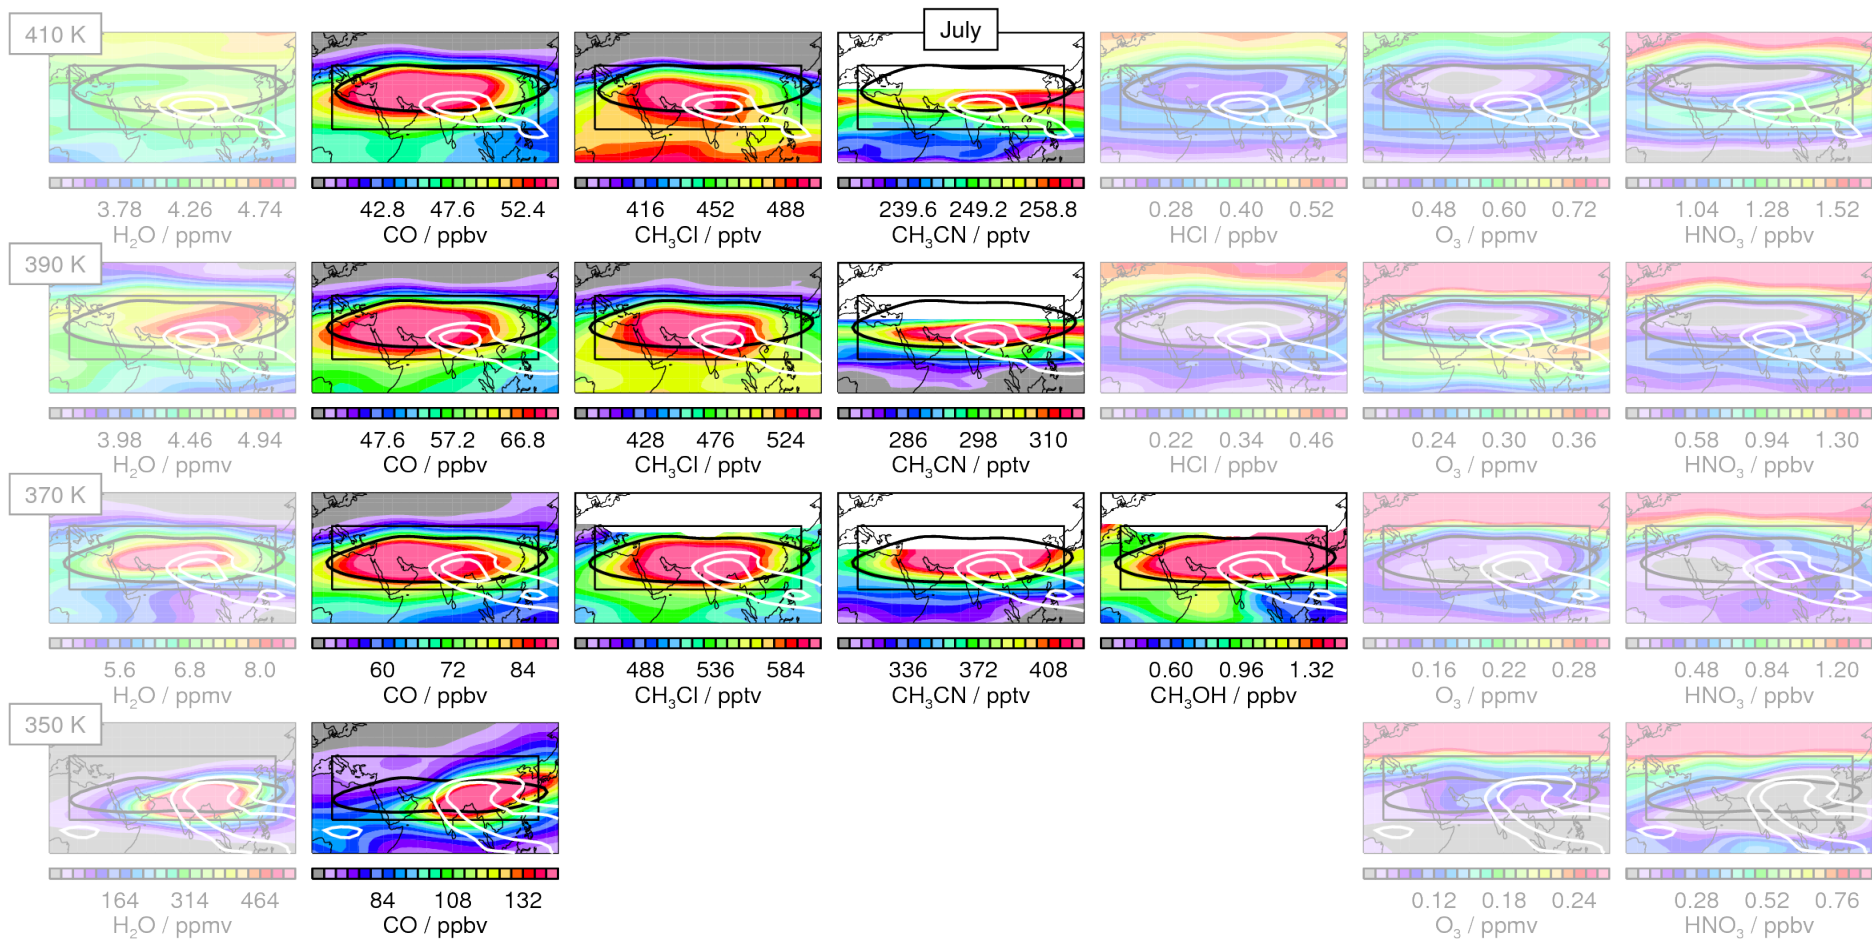 July
410 K
3.78 4.26 4.74
H₂O / ppmv
42.8 47.6 52.4
CO / ppbv
416 452 488
CH₃Cl / pptv
239.6 249.2 258.8
CH₃CN / pptv
0.28 0.40 0.52
HCl / ppbv
0.48 0.60 0.72
O₃ / ppmv
1.04 1.28 1.52
HNO₃ / ppbv
390 K
3.98 4.46 4.94
H₂O / ppmv
47.6 57.2 66.8
CO / ppbv
428 476 524
CH₃Cl / pptv
286 298 310
CH₃CN / pptv
0.22 0.34 0.46
HCl / ppbv
0.24 0.30 0.36
O₃ / ppmv
0.58 0.94 1.30
HNO₃ / ppbv
370 K
5.6 6.8 8.0
H₂O / ppmv
60 72 84
CO / ppbv
488 536 584
CH₃Cl / pptv
336 372 408
CH₃CN / pptv
0.60 0.96 1.32
CH₃OH / ppbv
0.16 0.22 0.28
O₃ / ppmv
0.48 0.84 1.20
HNO₃ / ppbv
350 K
164 314 464
H₂O / ppmv
84 108 132
CO / ppbv
0.12 0.18 0.24
O₃ / ppmv
0.28 0.52 0.76
HNO₃ / ppbv